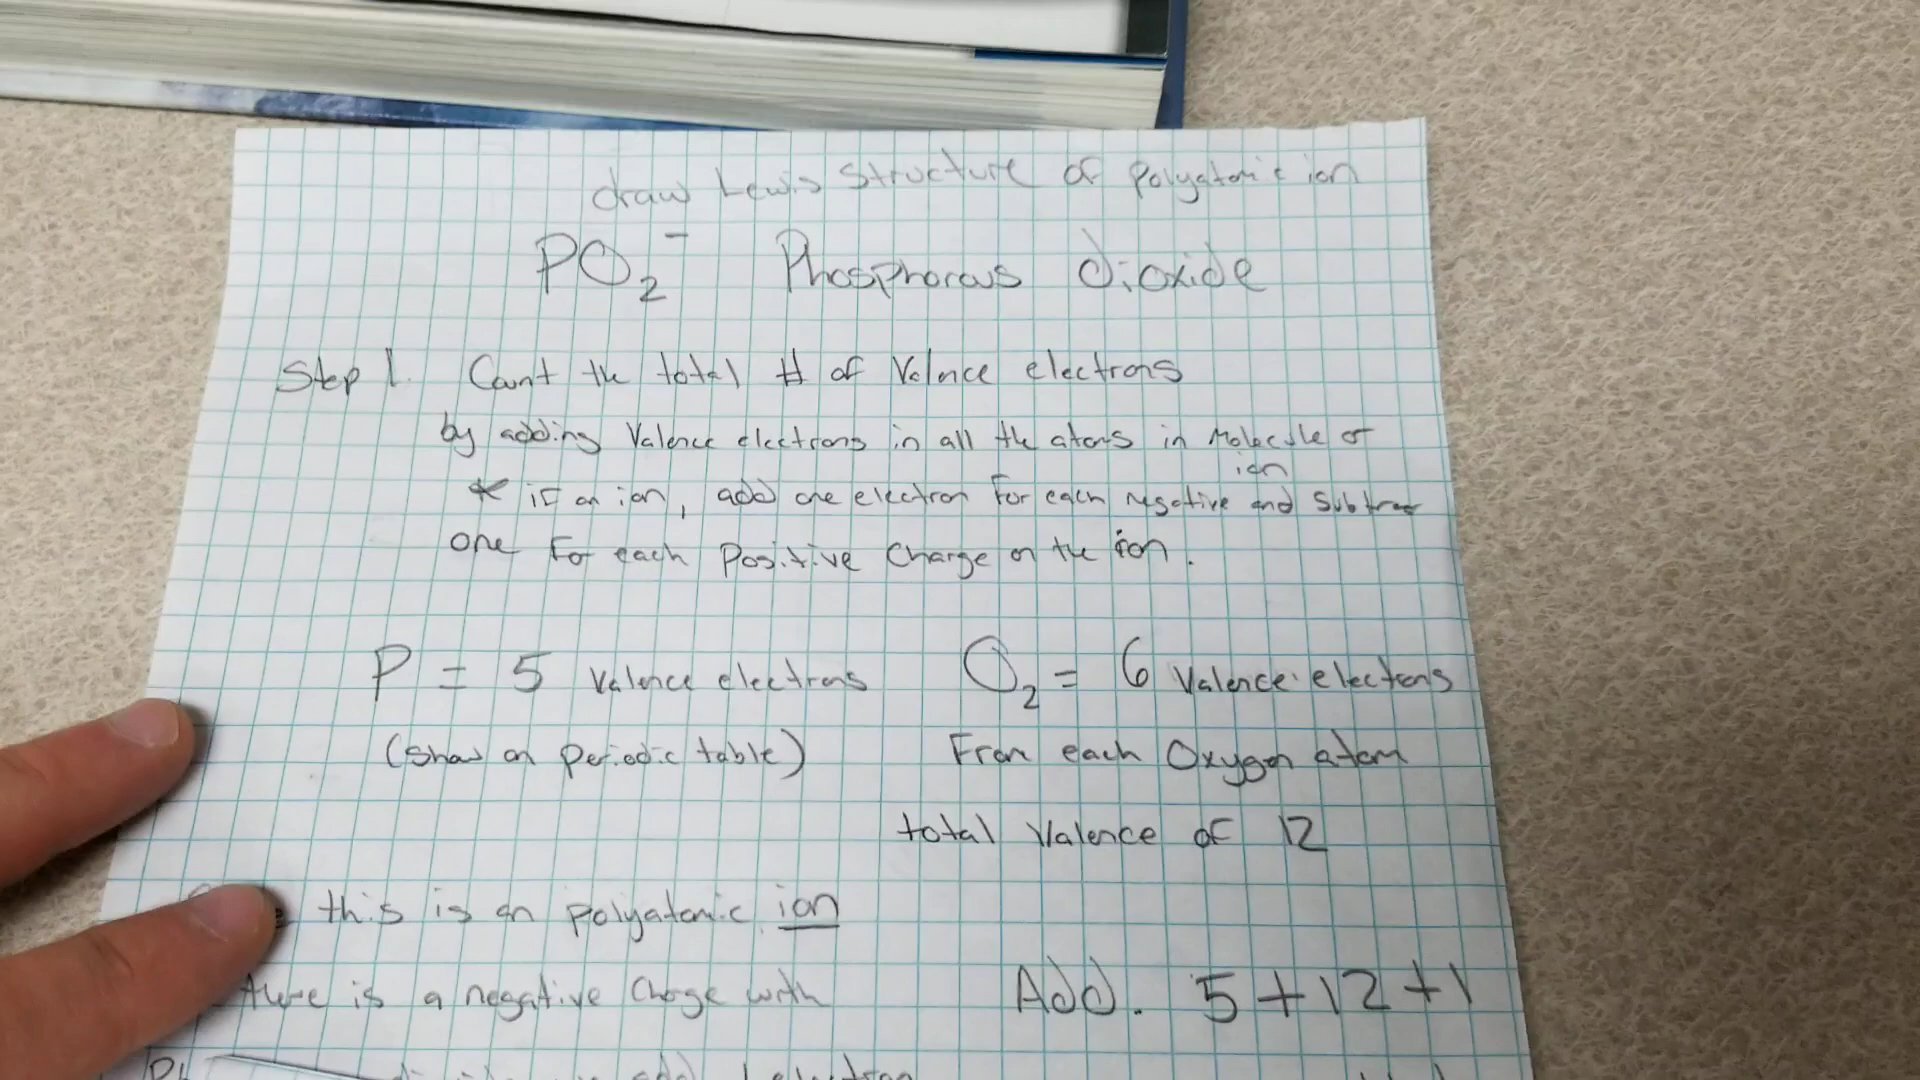 draw Lewis Structure of Polyatomic ion
PO₂⁻ Phosphorus dioxide
Step 1. Count the total # of Valence electrons
by adding Valence electrons in all the atoms in Molecule or
ion
* if an ion, add one electron for each negative and Subtract
one for each Positive Charge on the ion.
P = 5 Valence electrons O₂ = 6 Valence electrons
(Show on Periodic table) From each Oxygen atom
total Valence of 12
this is an polyatomic ion
there is a negative Charge with Add. 5+12+1
add 1 electron